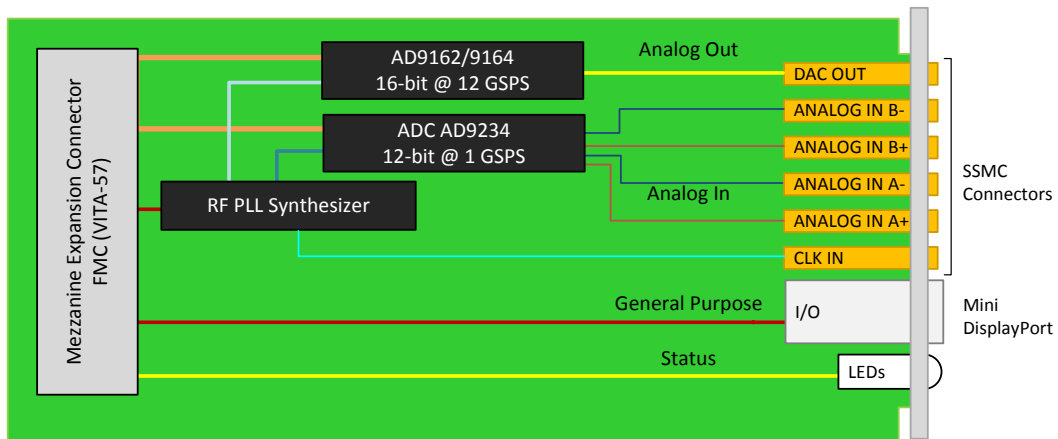 Mezzanine Expansion Connector
FMC (VITA-57)
AD9162/9164
16-bit @ 12 GSPS
ADC AD9234
12-bit @ 1 GSPS
RF PLL Synthesizer
Analog Out
Analog In
General Purpose
Status
DAC OUT
ANALOG IN B-
ANALOG IN B+
ANALOG IN A-
ANALOG IN A+
CLK IN
I/O
LEDs
SSMC
Connectors
Mini
DisplayPort